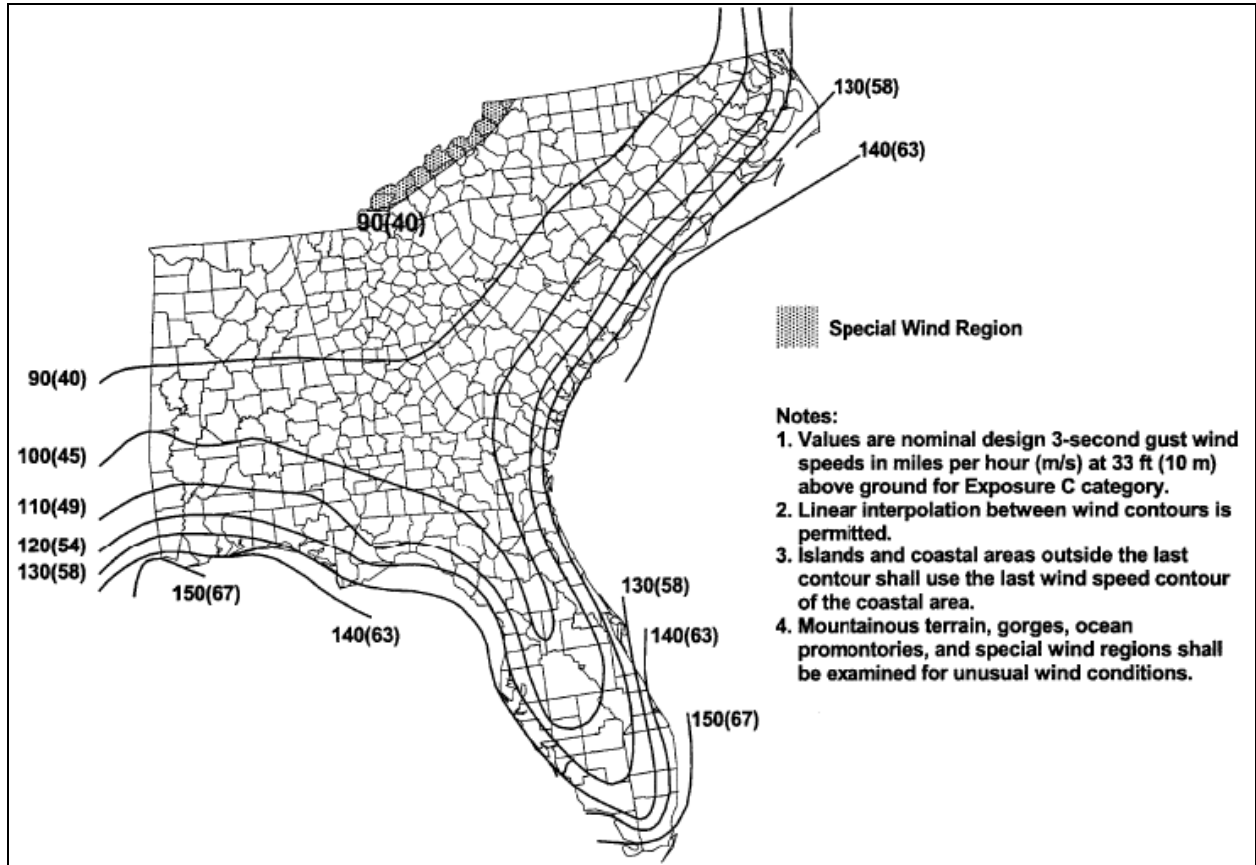 130(58)
140(63)
90(40)
Special Wind Region
90(40)
100(45)
110(49)
120(54)
130(58)
150(67)
140(63)
130(58)
140(63)
150(67)
Notes:
1. Values are nominal design 3-second gust wind
speeds in miles per hour (m/s) at 33 ft (10 m)
above ground for Exposure C category.
2. Linear interpolation between wind contours is
permitted.
3. Islands and coastal areas outside the last
contour shall use the last wind speed contour
of the coastal area.
4. Mountainous terrain, gorges, ocean
promontories, and special wind regions shall
be examined for unusual wind conditions.